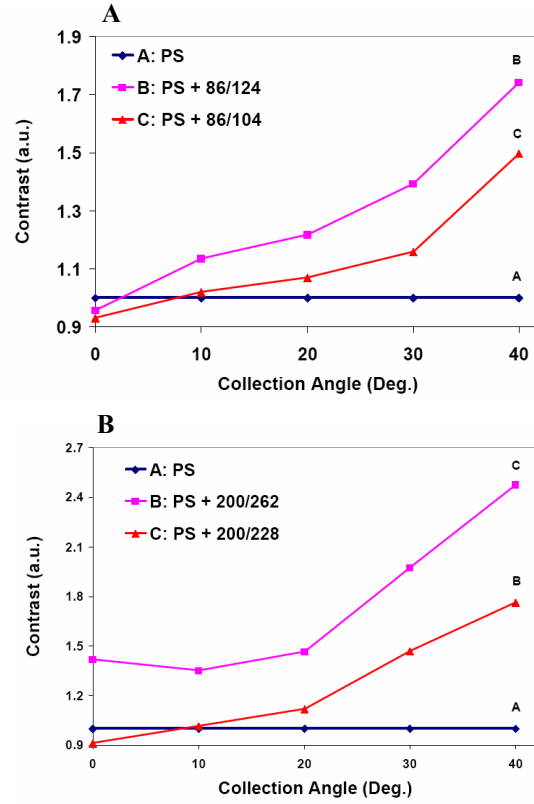 A
1.9
1.7
1.5
1.3
1.1
0.9
Contrast (a.u.)
A: PS
B: PS + 86/124
C: PS + 86/104
B
C
A
0 10 20 30 40
Collection Angle (Deg.)
B
2.7
2.4
2.1
1.8
1.5
1.2
0.9
Contrast (a.u.)
A: PS
B: PS + 200/262
C: PS + 200/228
C
B
A
0 10 20 30 40
Collection Angle (Deg.)